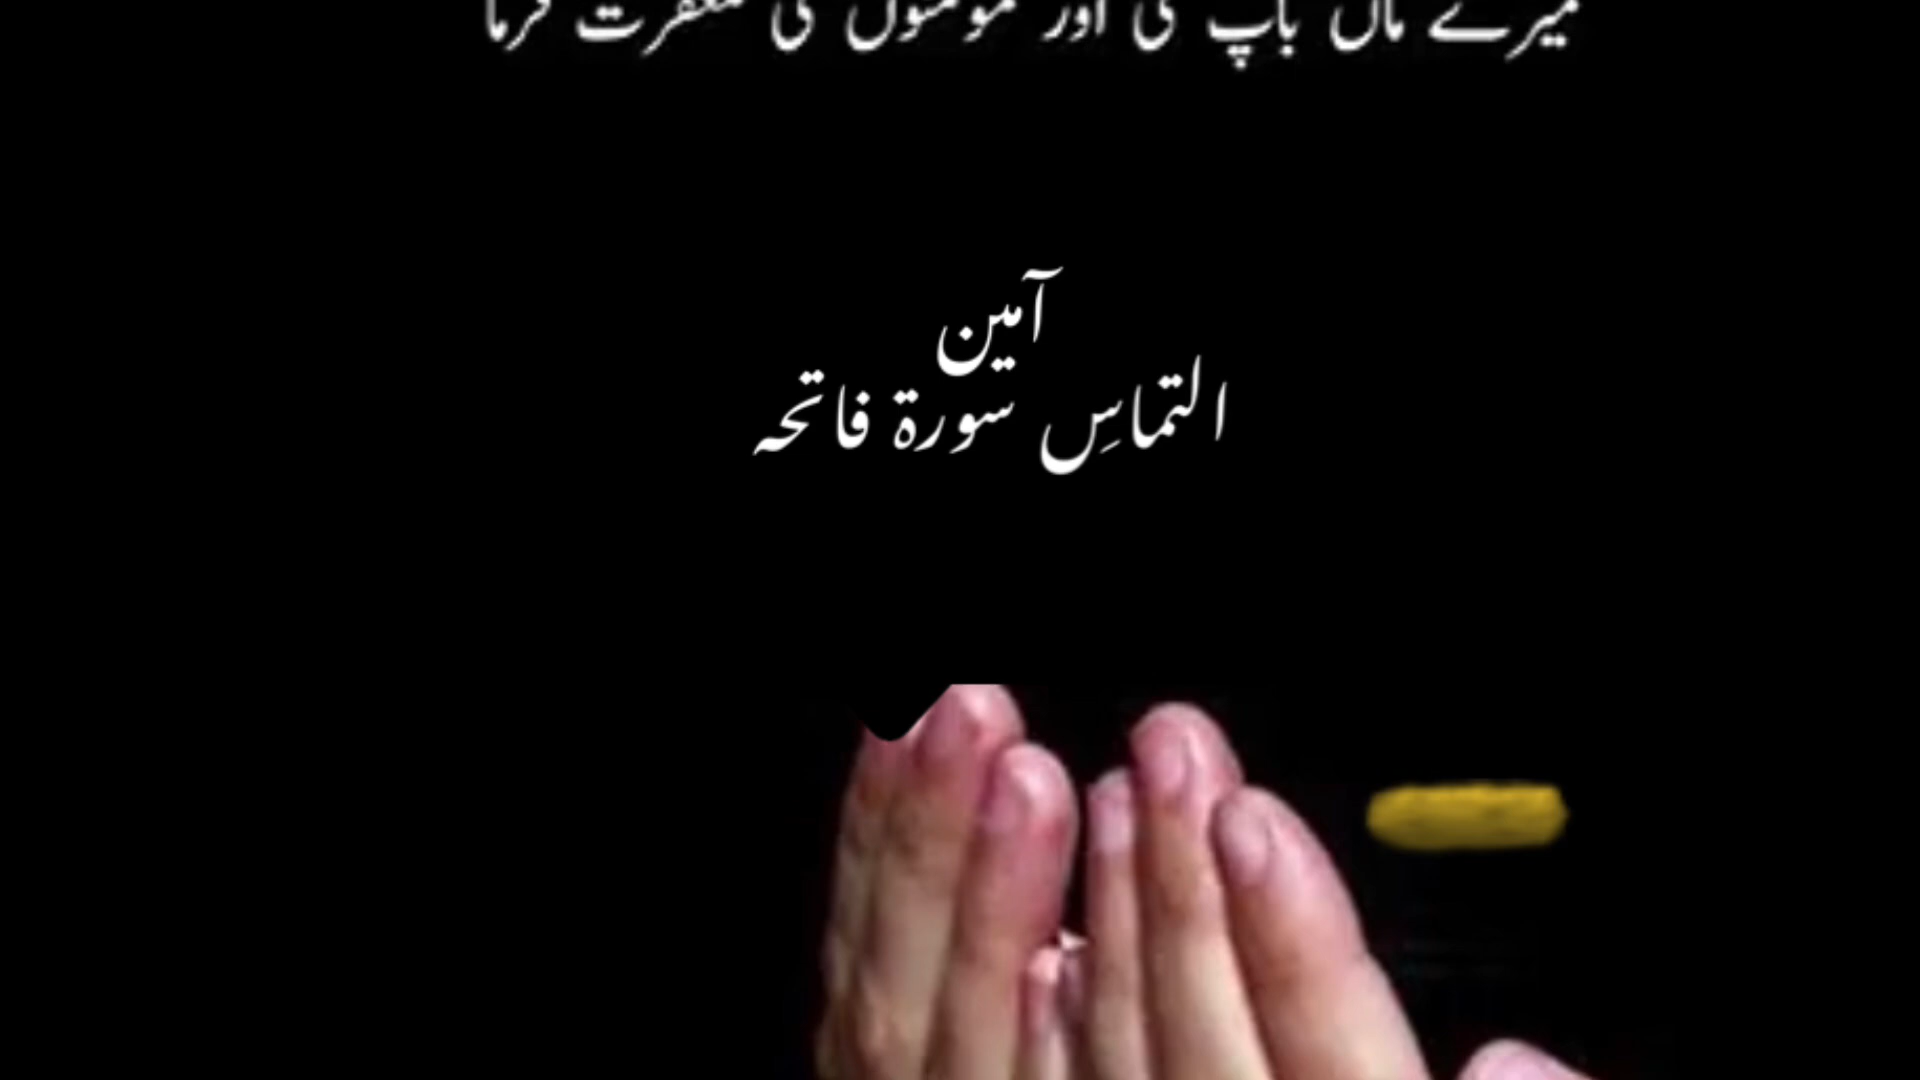 میرے ماں باپ کی اور مومنوں کی مغفرت فرما
آمین
التماسِ سورۃ فاتحہ